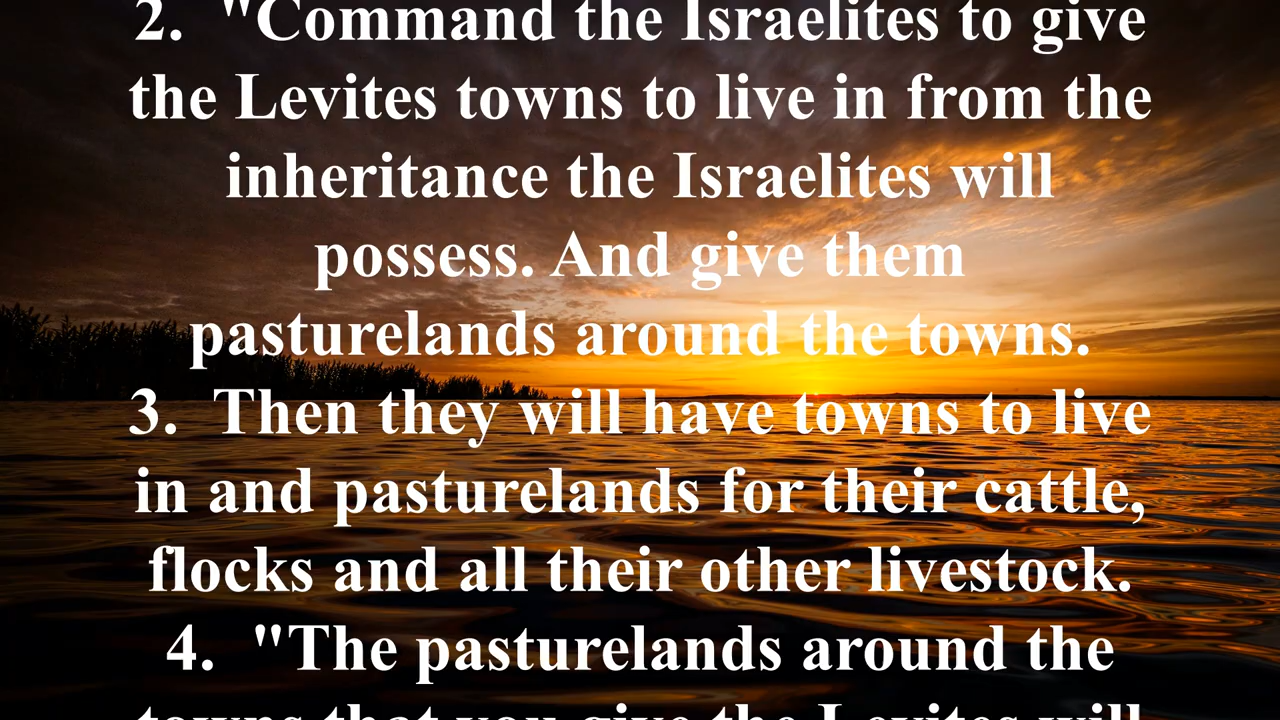 2.  "Command the Israelites to give
the Levites towns to live in from the
inheritance the Israelites will
possess. And give them
pasturelands around the towns.
3.  Then they will have towns to live
in and pasturelands for their cattle,
flocks and all their other livestock.
4.  "The pasturelands around the
towns that you give the Levites will